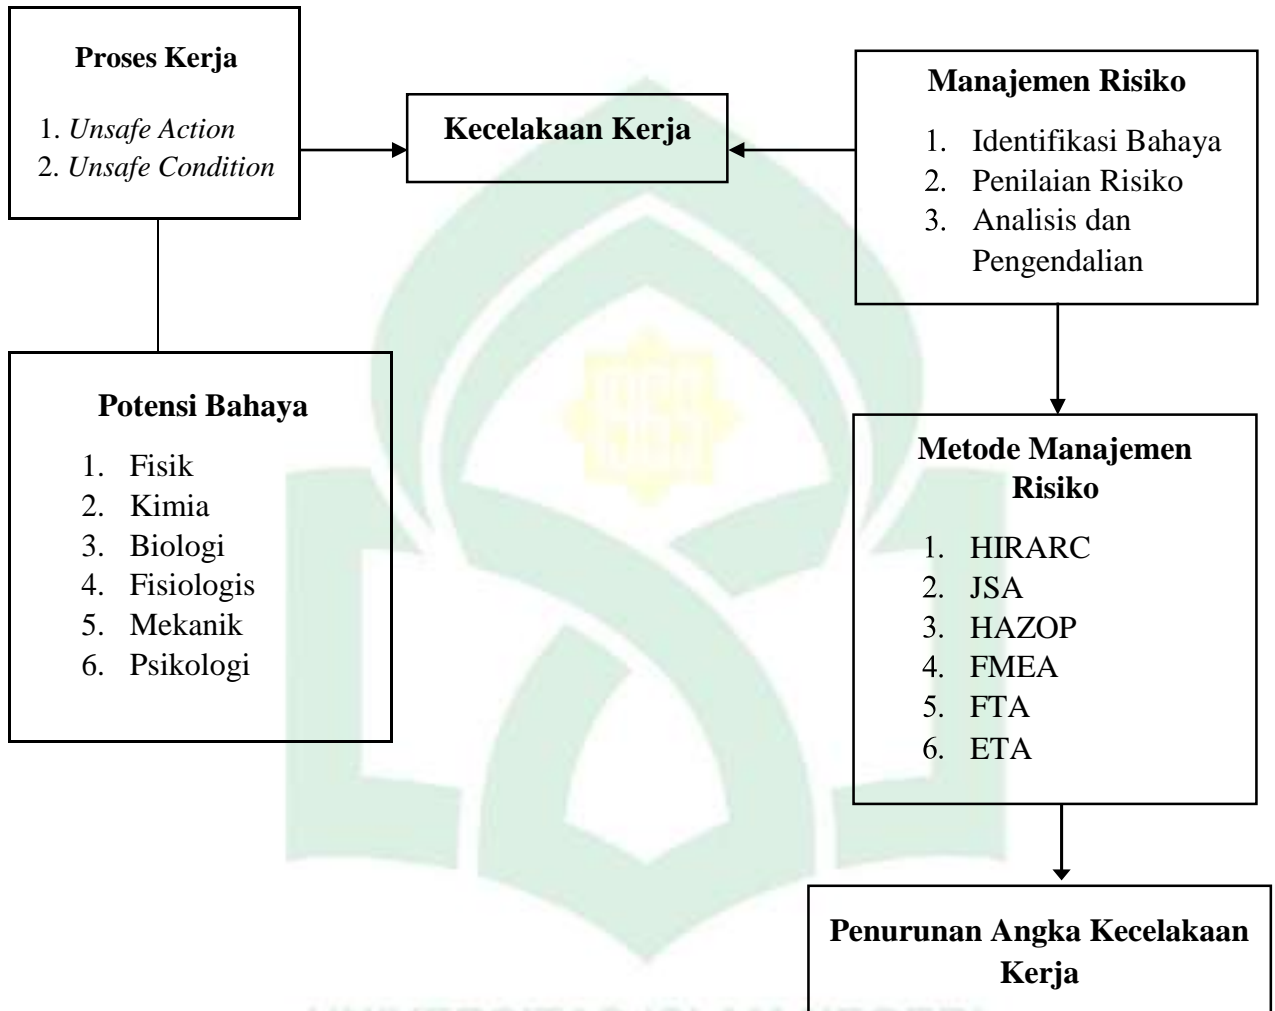 Proses Kerja
1. Unsafe Action
2. Unsafe Condition
Kecelakaan Kerja
Manajemen Risiko
1. Identifikasi Bahaya
2. Penilaian Risiko
3. Analisis dan
Pengendalian
Potensi Bahaya
1. Fisik
2. Kimia
3. Biologi
4. Fisiologis
5. Mekanik
6. Psikologi
Metode Manajemen
Risiko
1. HIRARC
2. JSA
3. HAZOP
4. FMEA
5. FTA
6. ETA
Penurunan Angka Kecelakaan
Kerja